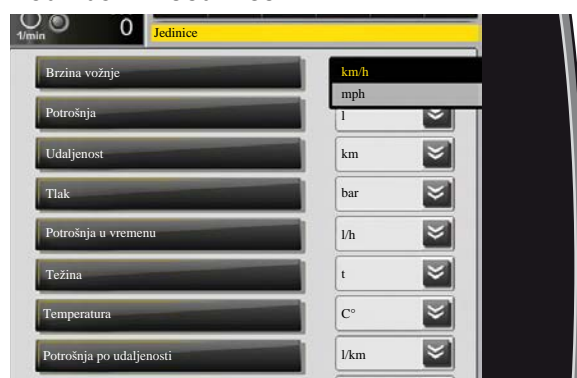 1/min
0
Jedinice
Brzina vožnje
km/h
mph
Potrošnja
l
Udaljenost
km
Tlak
bar
Potrošnja u vremenu
l/h
Težina
t
Temperatura
C°
Potrošnja po udaljenosti
l/km